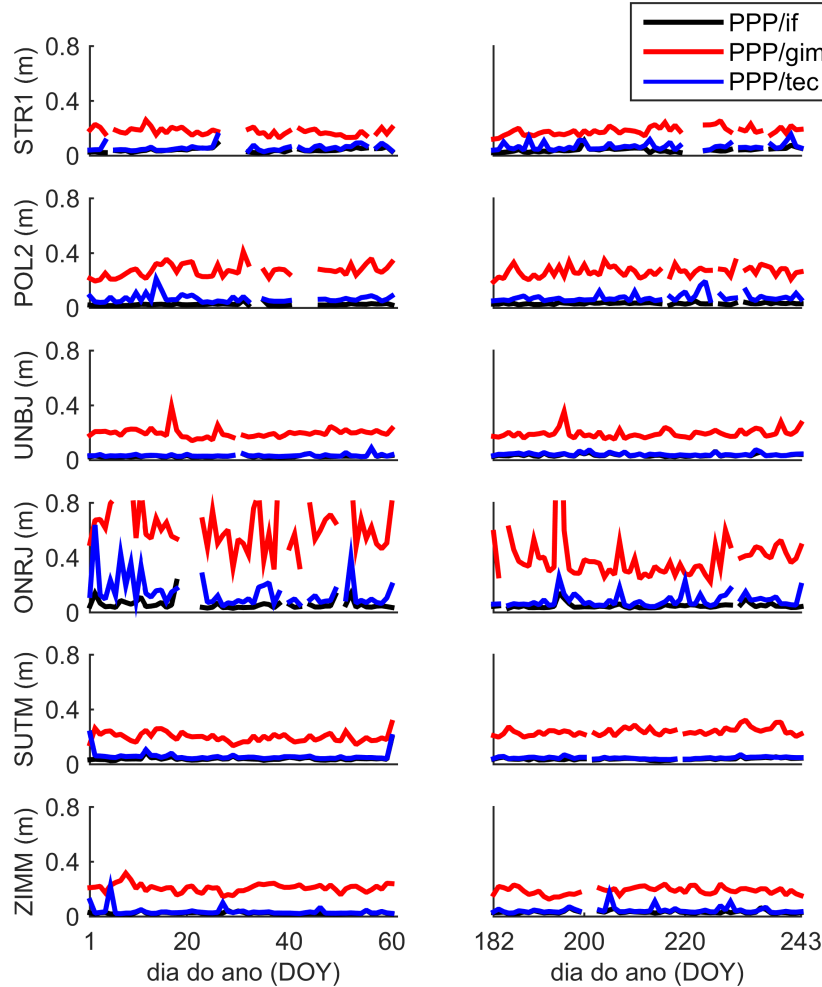 PPP/if
PPP/gim
PPP/tec
STR1 (m)
0.8
0.4
0
POL2 (m)
0.8
0.4
0
UNBJ (m)
0.8
0.4
0
ONRJ (m)
0.8
0.4
0
SUTM (m)
0.8
0.4
0
ZIMM (m)
0.8
0.4
0
1 20 40 60 182 200 220 243
dia do ano (DOY) dia do ano (DOY)